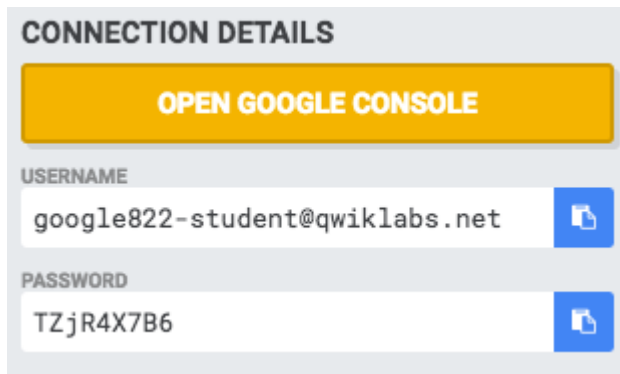 CONNECTION DETAILS
OPEN GOOGLE CONSOLE
USERNAME
google822-student@qwiklabs.net
PASSWORD
TZjR4X7B6